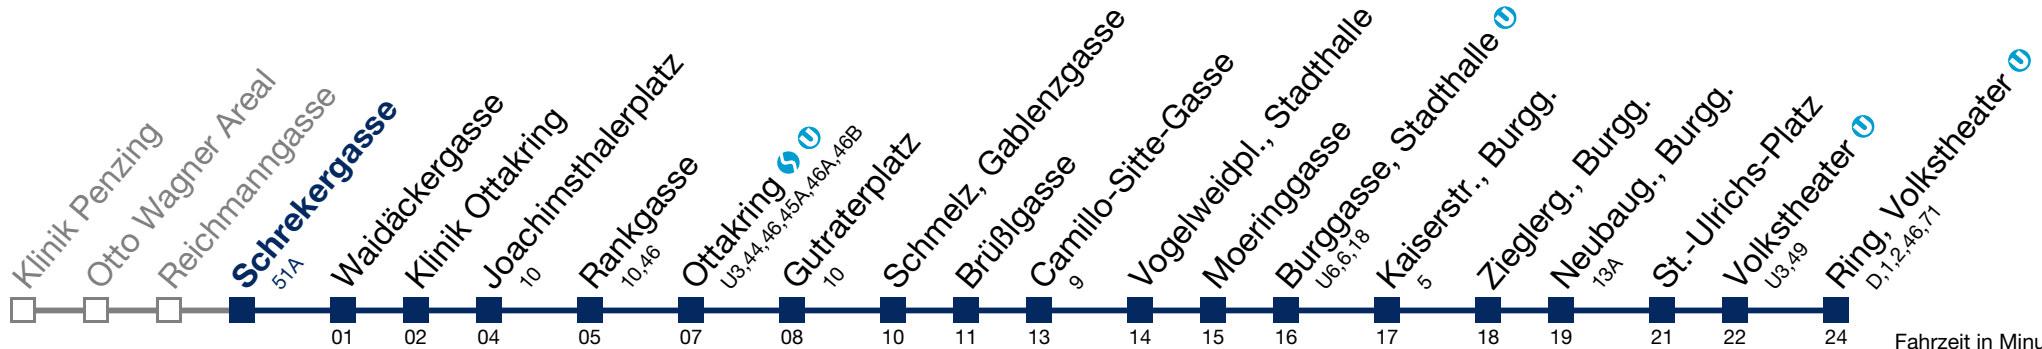 Klinik Penzing
Otto Wagner Areal
Reichmanngasse
Schrekergasse
51A
Waidäckergasse
Klinik Ottakring
Joachimsthalerplatz
10
Rankgasse
10,46
Ottakring S U
U3,44,46,45A,46A,46B
Gutraterplatz
10
Schmelz, Gablenzgasse
Brüßlgasse
Camillo-Sitte-Gasse
9
Vogelweidpl., Stadthalle
Moeringgasse
Burggasse, Stadthalle U
U6,6,18
Kaiserstr., Burgg.
5
Zieglerg., Burgg.
Neubaug., Burgg.
13A
St.-Ulrichs-Platz
Volkstheater U
U3,49
Ring, Volkstheater U
D,1,2,46,71
01 02 04 05 07 08 10 11 13 14 15 16 17 18 19 21 22 24 Fahrzeit in Minu